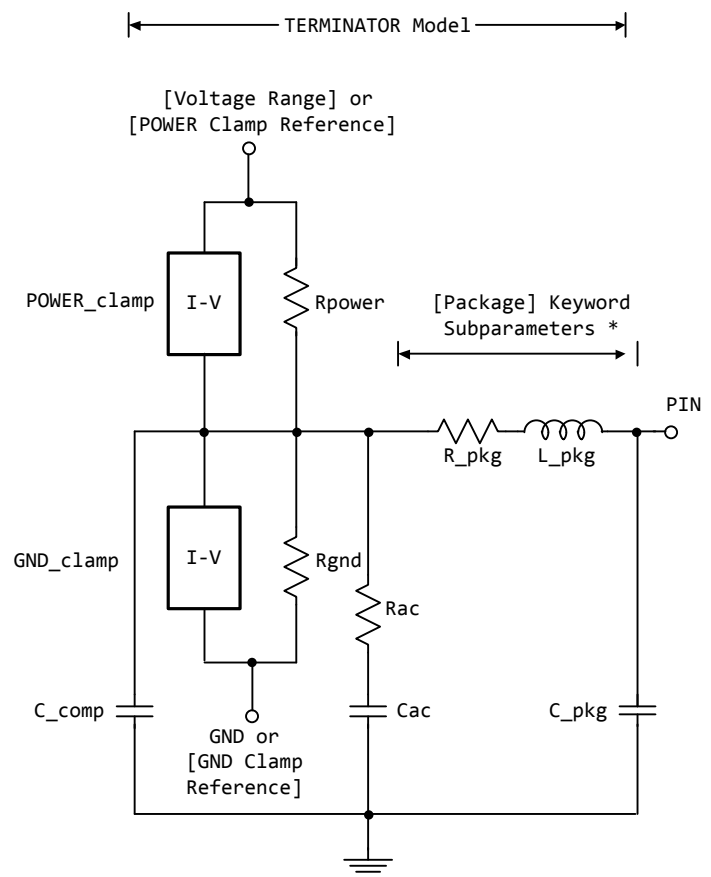 TERMINATOR Model
[Voltage Range] or
[POWER Clamp Reference]
POWER_clamp
I-V
Rpower
[Package] Keyword
Subparameters *
PIN
R_pkg
L_pkg
GND_clamp
I-V
Rgnd
Rac
C_comp
Cac
C_pkg
GND or
[GND Clamp
Reference]